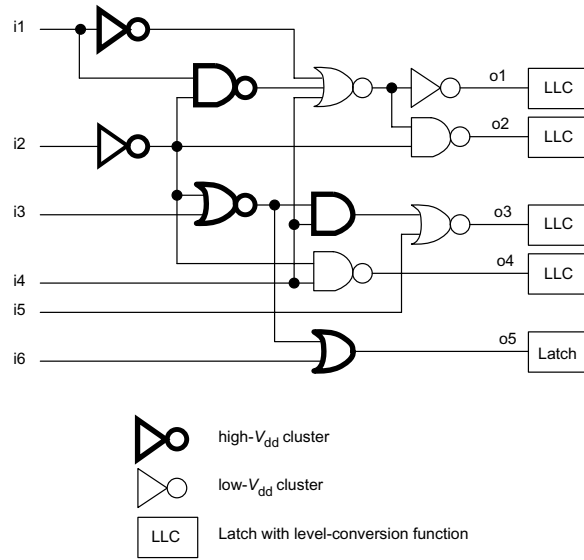 i1
o1
LLC
o2
LLC
i2
i3
o3
LLC
o4
i4
LLC
i5
o5
i6
Latch
high-Vdd cluster
low-Vdd cluster
LLC
Latch with level-conversion function